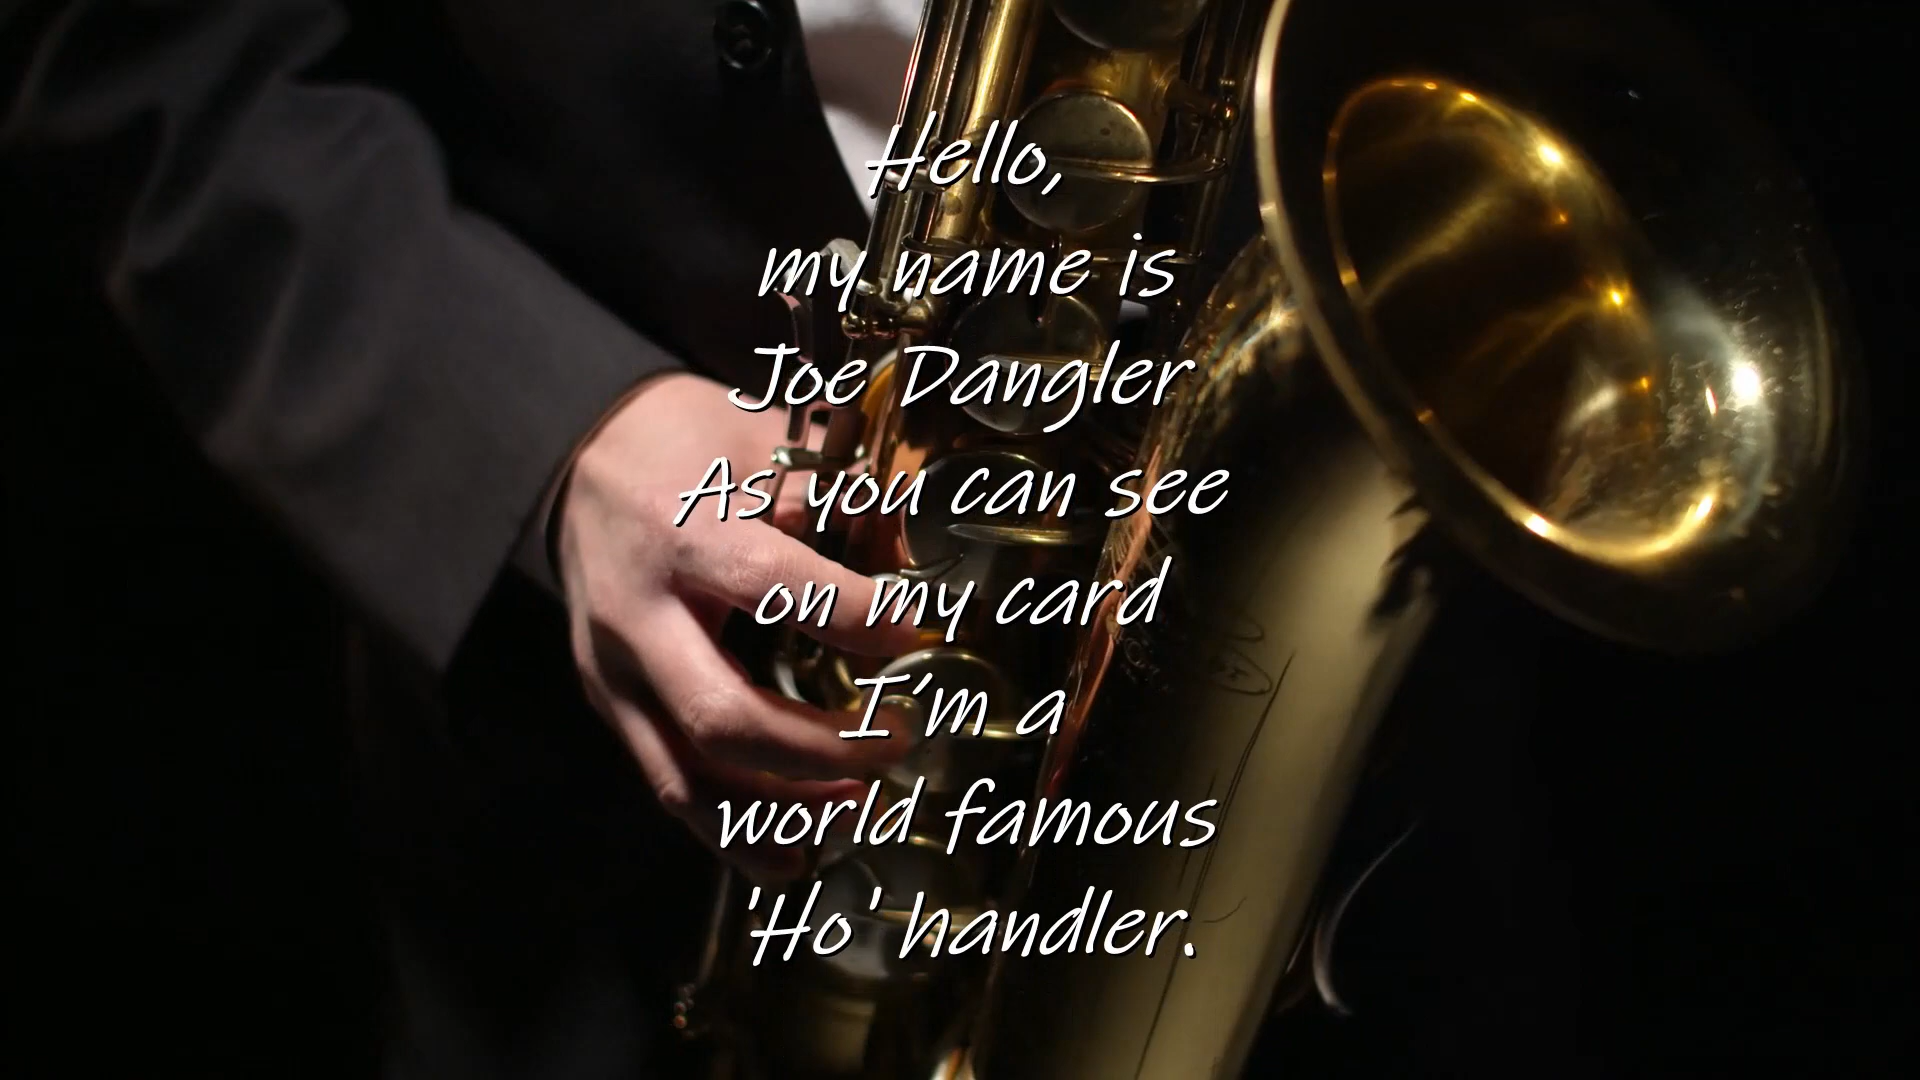 Hello,
my name is
Joe Dangler
As you can see
on my card
I'm a
world famous
'Ho' handler.